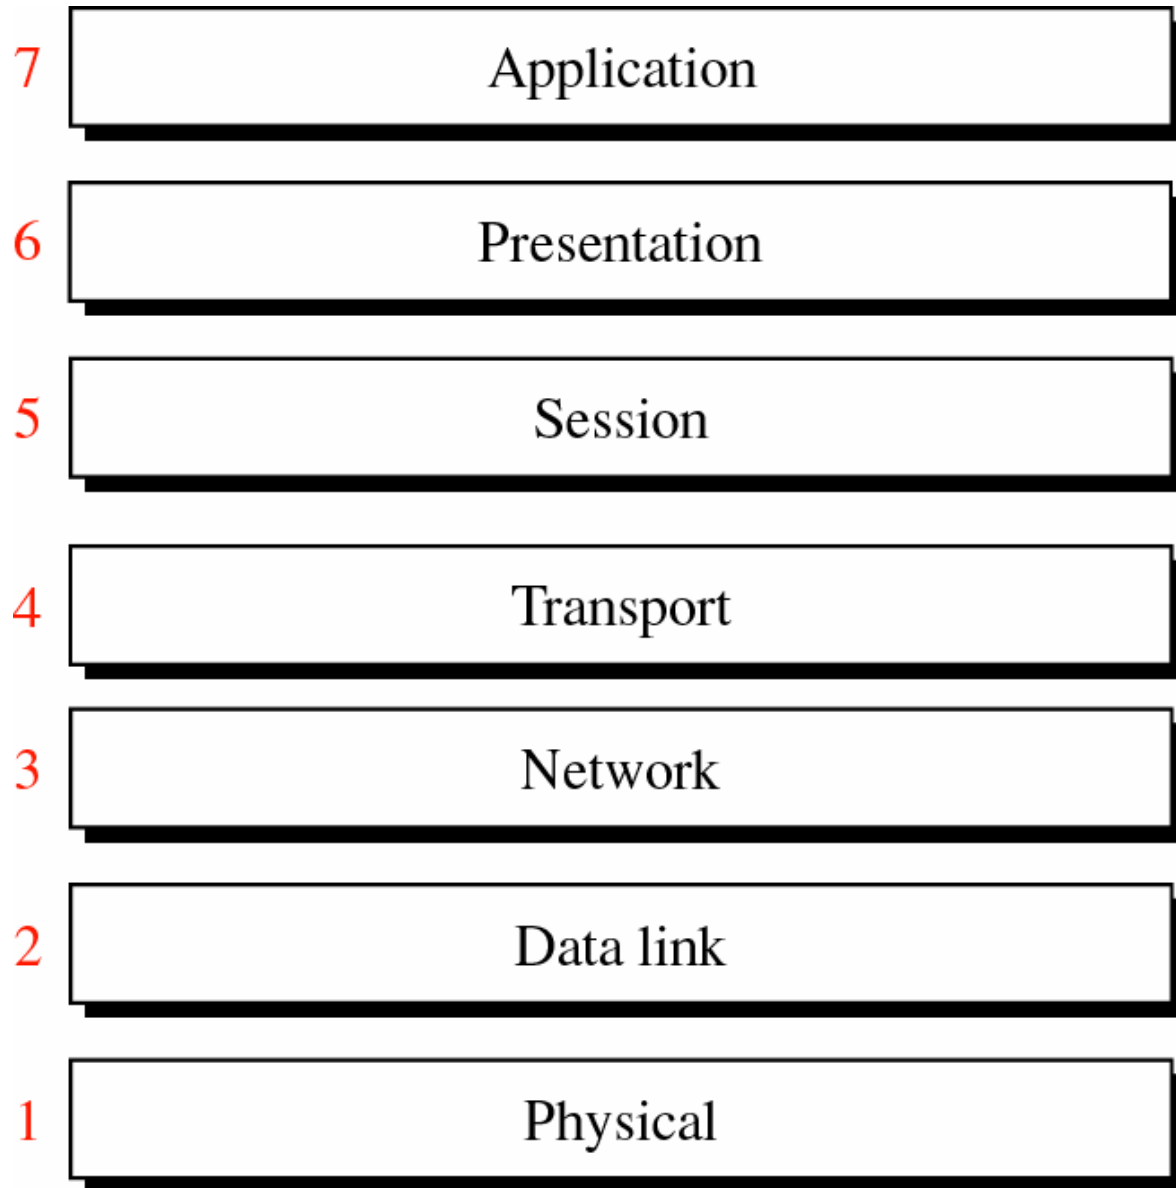 7 Application
6 Presentation
5 Session
4 Transport
3 Network
2 Data link
1 Physical